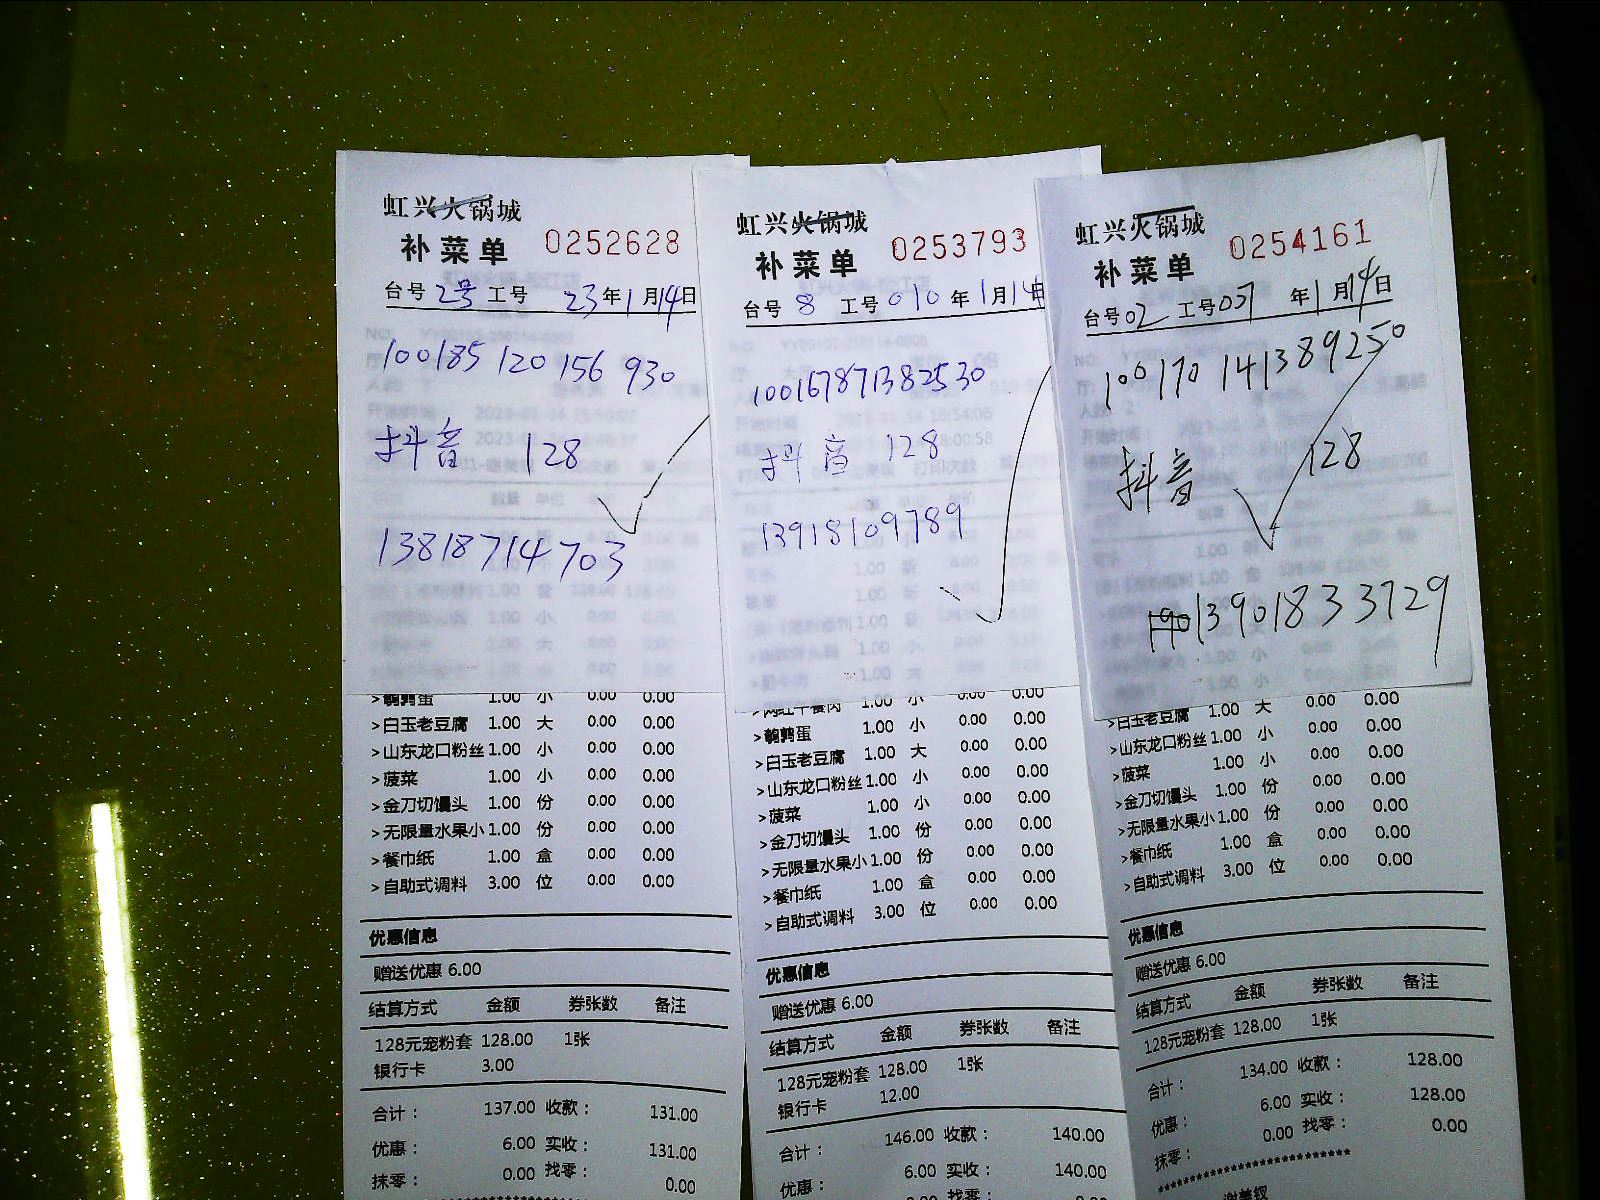 虹兴火锅城
补菜单 0252628
台号 2号 工号 23年1月14日
100185 120 156 930
抖音 128
13818714703
>鹌鹑蛋 1.00 小 0.00 0.00
>白玉老豆腐 1.00 大 0.00 0.00
>山东龙口粉丝 1.00 小 0.00 0.00
>菠菜 1.00 小 0.00 0.00
>金刀切馒头 1.00 份 0.00 0.00
>无限量水果小 1.00 份 0.00 0.00
>餐巾纸 1.00 盒 0.00 0.00
>自助式调料 3.00 位 0.00 0.00
优惠信息
赠送优惠 6.00
结算方式 金额 券张数 备注
128元宠粉套 128.00 1张
银行卡 3.00
合计: 137.00 收款: 131.00
优惠: 6.00 实收: 131.00
抹零: 0.00 找零: 0.00
虹兴火锅城
补菜单 0253793
台号 8 工号 010 年1月14日
100167871382530
抖音 128
13918109789
>鹌鹑蛋 1.00 小 0.00 0.00
>白玉老豆腐 1.00 大 0.00 0.00
>山东龙口粉丝 1.00 小 0.00 0.00
>菠菜 1.00 小 0.00 0.00
>金刀切馒头 1.00 份 0.00 0.00
>无限量水果小 1.00 份 0.00 0.00
>餐巾纸 1.00 盒 0.00 0.00
>自助式调料 3.00 位 0.00 0.00
优惠信息
赠送优惠 6.00
结算方式 金额 券张数 备注
128元宠粉套 128.00 1张
银行卡 12.00
合计: 146.00 收款: 140.00
优惠: 6.00 实收: 140.00
虹兴火锅城
补菜单 0254161
台号 02 工号 007 年1月14日
100170 141389250
抖音 128
13901833729
>白玉老豆腐 1.00 大 0.00 0.00
>山东龙口粉丝 1.00 小 0.00 0.00
>菠菜 1.00 小 0.00 0.00
>金刀切馒头 1.00 份 0.00 0.00
>无限量水果小 1.00 份 0.00 0.00
>餐巾纸 1.00 盒 0.00 0.00
>自助式调料 3.00 位 0.00 0.00
优惠信息
赠送优惠 6.00
结算方式 金额 券张数 备注
128元宠粉套 128.00 1张
合计: 134.00 收款: 128.00
优惠: 6.00 实收: 128.00
抹零: 0.00 找零: 0.00